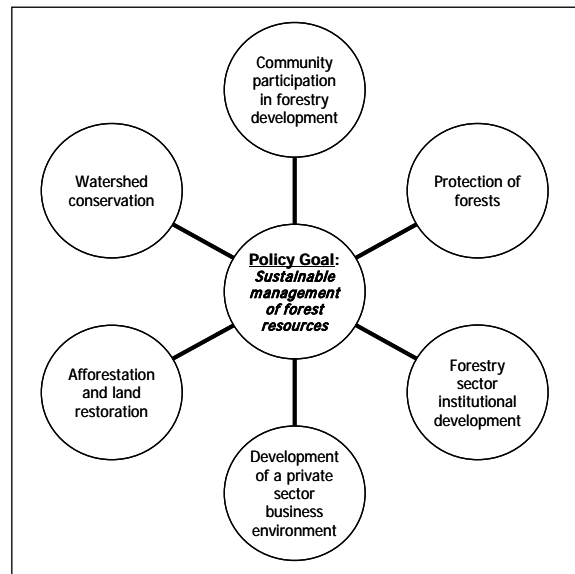 Community
participation
in forestry
development
Watershed
conservation
Protection of
forests
Policy Goal:
Sustainable
management
of forest
resources
Afforestation
and land
restoration
Forestry
sector
institutional
development
Development
of a private
sector
business
environment